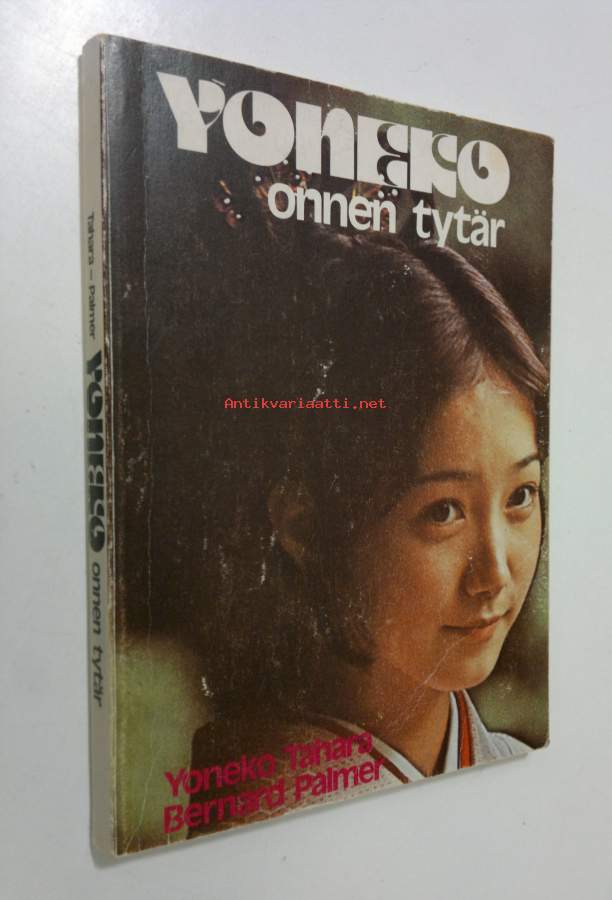 YONEKO
onnen tytär
Antikvariaatti.net
Yoneko Tahara
Bernard Palmer
Tahara – Palmer YONEKO onnen tytär